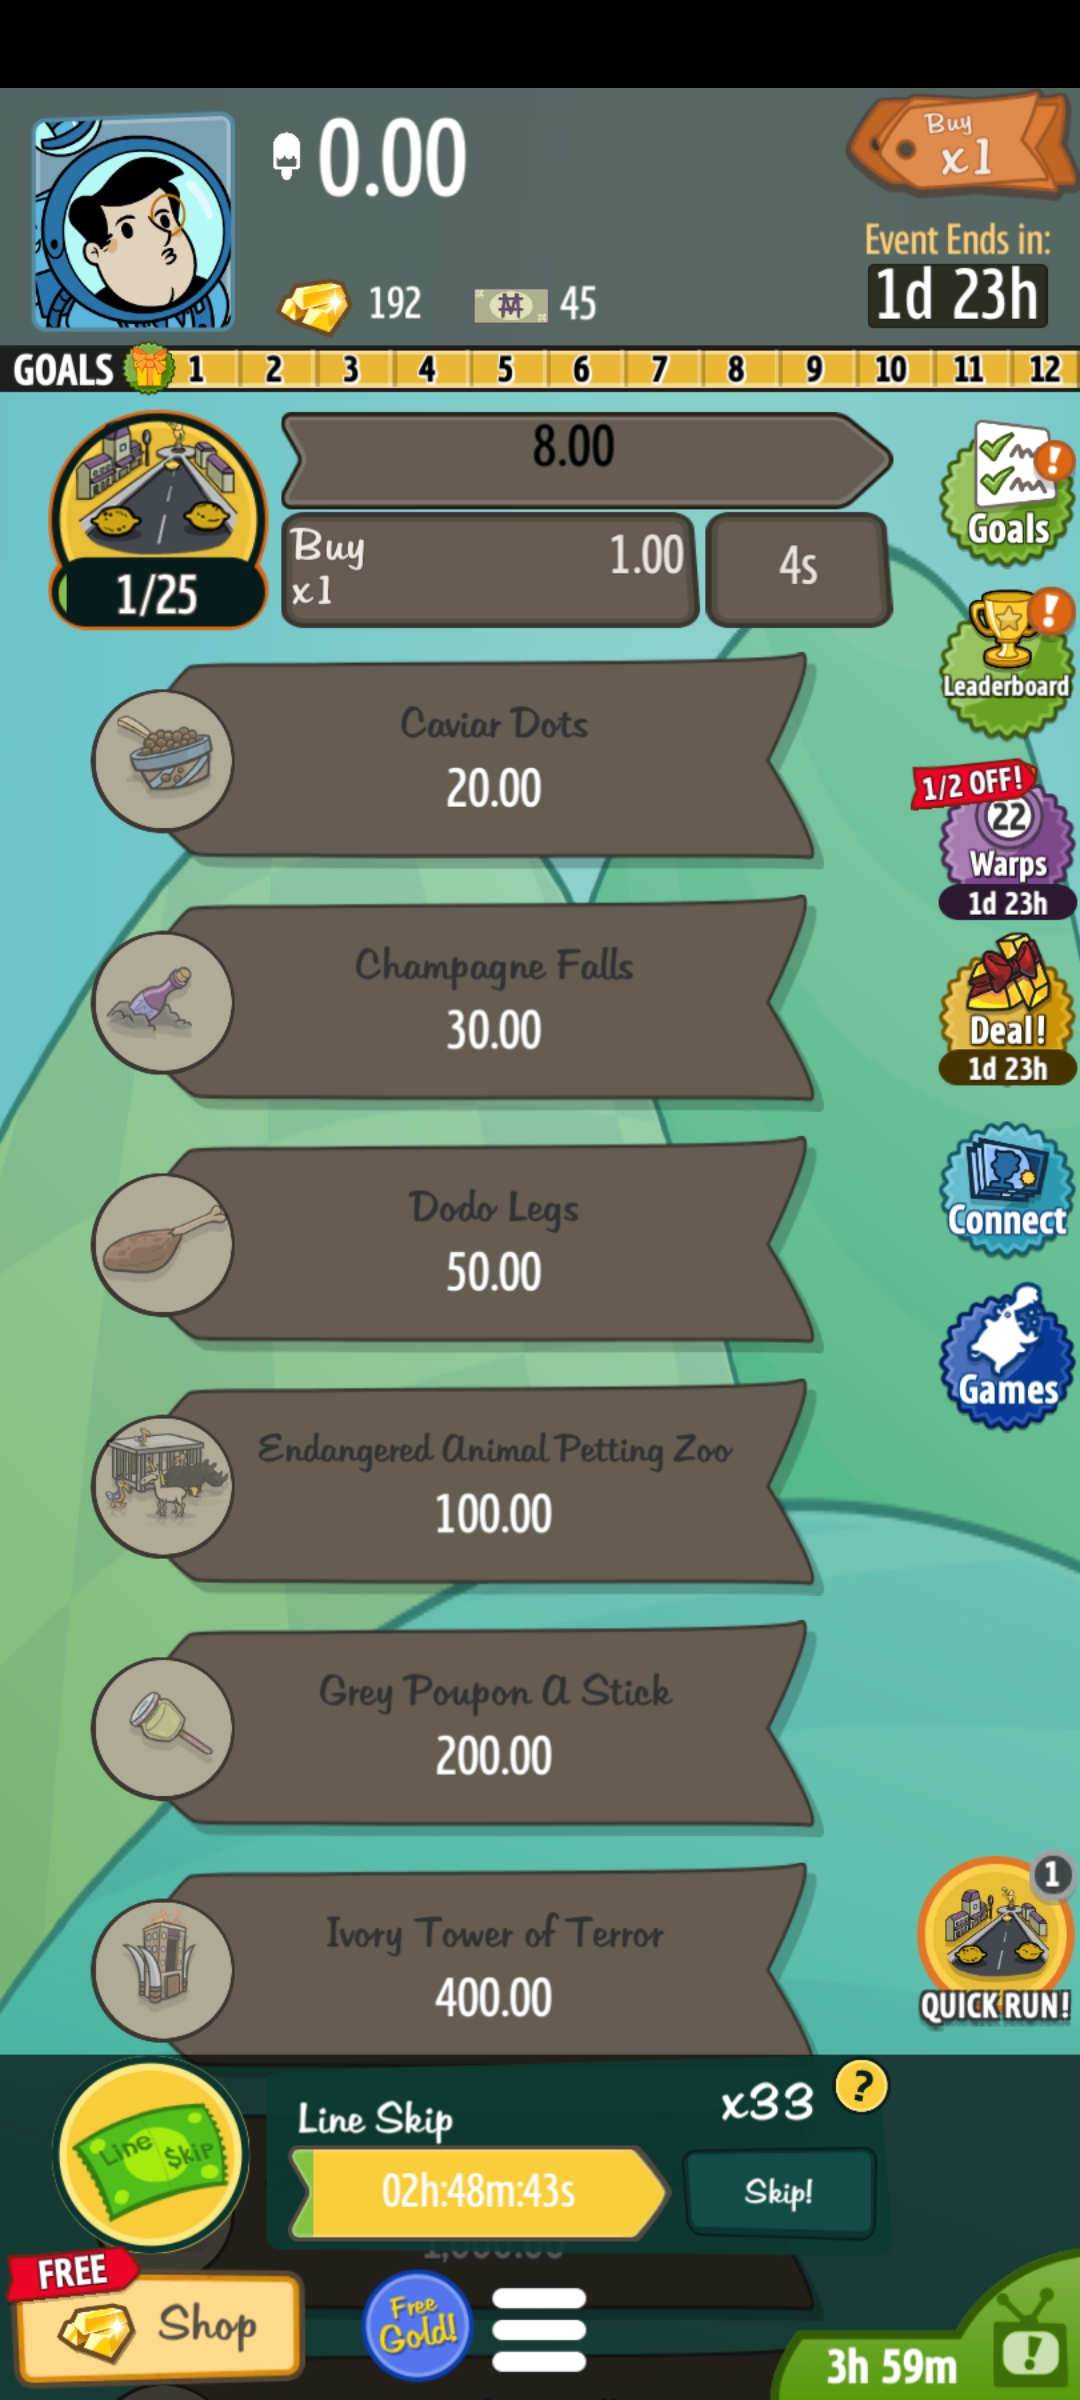 0.00
Buy
x1
Event Ends in:
1d 23h
192
45
GOALS 1 2 3 4 5 6 7 8 9 10 11 12
8.00
Buy
x1
1.00
4s
1/25
Goals
Leaderboard
Caviar Dots
20.00
1/2 OFF!
22
Warps
1d 23h
Champagne Falls
30.00
Deal!
1d 23h
Dodo Legs
50.00
Connect
Games
Endangered Animal Petting Zoo
100.00
Grey Poupon A Stick
200.00
Ivory Tower of Terror
400.00
1
QUICK RUN!
Line Skip
Line Skip
x33
?
02h:48m:43s
Skip!
FREE
Shop
Free
Gold!
3h 59m
!